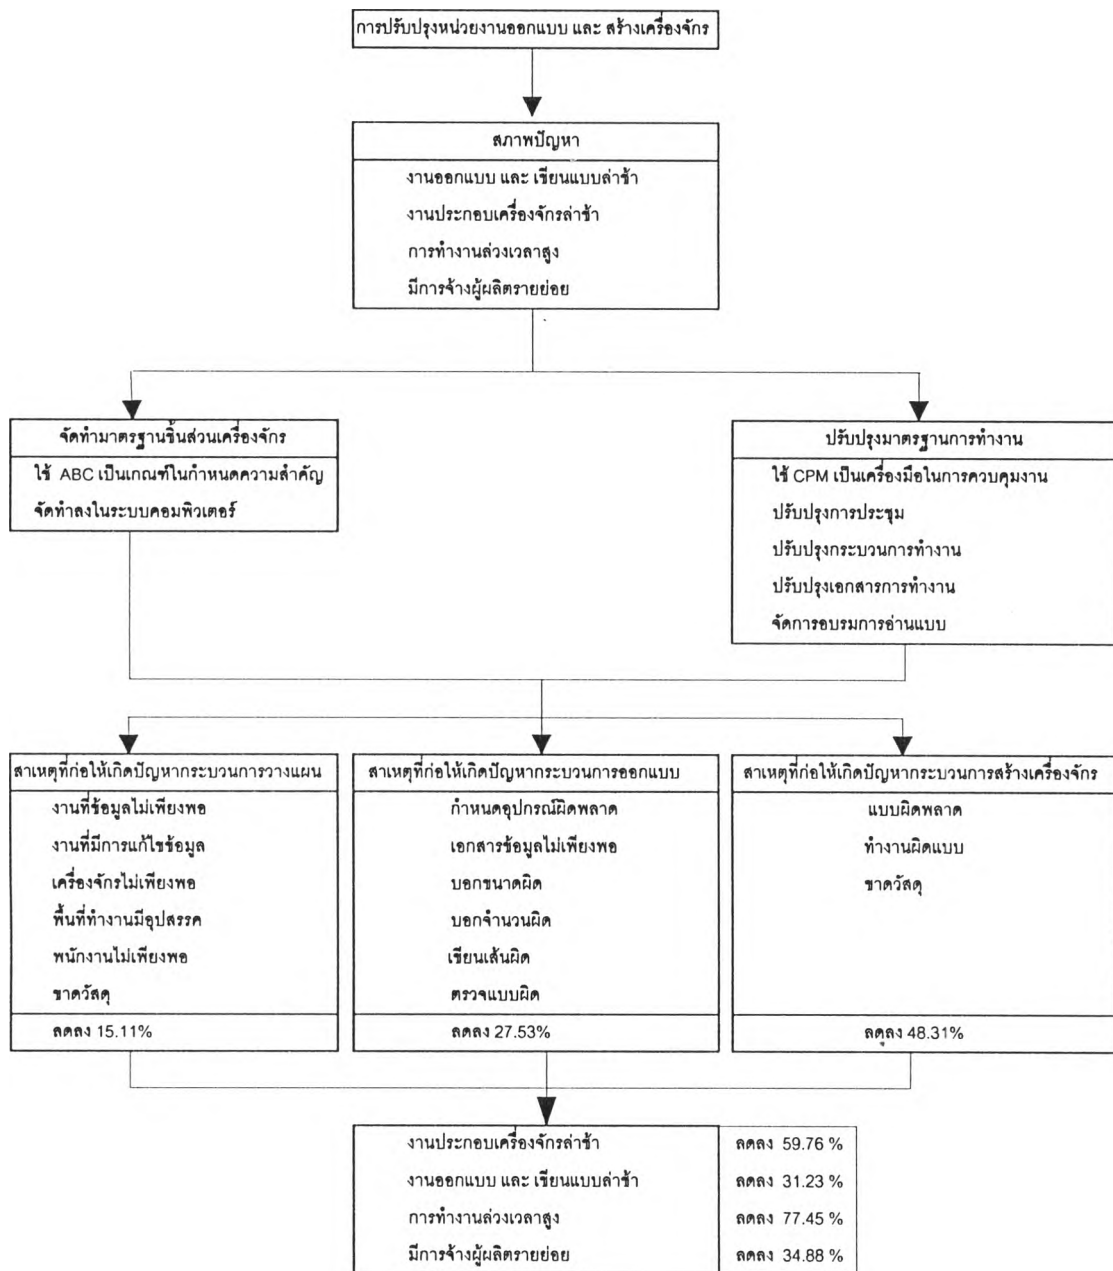 การปรับปรุงหน่วยงานออกแบบ และ สร้างเครื่องจักร
สภาพปัญหา
งานออกแบบ และ เขียนแบบล่าช้า
งานประกอบเครื่องจักรล่าช้า
การทำงานล่วงเวลาสูง
มีการจ้างผู้ผลิตรายย่อย
จัดทำมาตรฐานชิ้นส่วนเครื่องจักร
ใช้ ABC เป็นเกณฑ์ในกำหนดความสำคัญ
จัดทำลงในระบบคอมพิวเตอร์
ปรับปรุงมาตรฐานการทำงาน
ใช้ CPM เป็นเครื่องมือในการควบคุมงาน
ปรับปรุงการประชุม
ปรับปรุงกระบวนการทำงาน
ปรับปรุงเอกสารการทำงาน
จัดการอบรมการอ่านแบบ
สาเหตุที่ก่อให้เกิดปัญหากระบวนการวางแผน
งานที่ข้อมูลไม่เพียงพอ
งานที่มีการแก้ไขข้อมูล
เครื่องจักรไม่เพียงพอ
พื้นที่ทำงานมีอุปสรรค
พนักงานไม่เพียงพอ
ขาดวัสดุ
ลดลง 15.11%
สาเหตุที่ก่อให้เกิดปัญหากระบวนการออกแบบ
กำหนดอุปกรณ์ผิดพลาด
เอกสารข้อมูลไม่เพียงพอ
บอกขนาดผิด
บอกจำนวนผิด
เขียนเส้นผิด
ตรวจแบบผิด
ลดลง 27.53%
สาเหตุที่ก่อให้เกิดปัญหากระบวนการสร้างเครื่องจักร
แบบผิดพลาด
ทำงานผิดแบบ
ขาดวัสดุ
ลดลง 48.31%
งานประกอบเครื่องจักรล่าช้า ลดลง 59.76 %
งานออกแบบ และ เขียนแบบล่าช้า ลดลง 31.23 %
การทำงานล่วงเวลาสูง ลดลง 77.45 %
มีการจ้างผู้ผลิตรายย่อย ลดลง 34.88 %